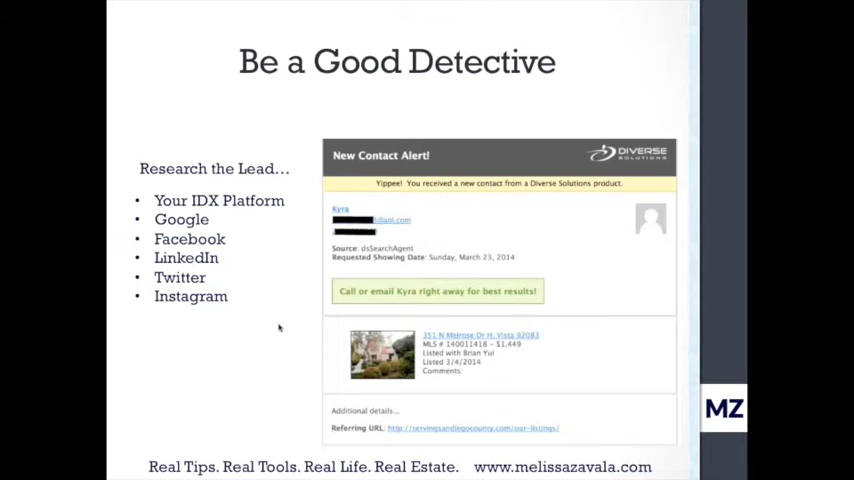 Be a Good Detective
Research the Lead...
• Your IDX Platform
• Google
• Facebook
• LinkedIn
• Twitter
• Instagram
New Contact Alert!
DIVERSE
SOLUTIONS
Yippee! You received a new contact from a Diverse Solutions product.
Kyra
@aol.com
Source: dsSearchAgent
Requested Showing Date: Sunday, March 23, 2014
Call or email Kyra right away for best results!
351 N Melrose Dr H, Vista 92083
MLS # 140011418 - $1,449
Listed with Brian Yui
Listed 3/4/2014
Comments:
Additional details...
Referring URL: http://servingsandiegocounty.com/our-listings/
MZ
Real Tips. Real Tools. Real Life. Real Estate. www.melissazavala.com